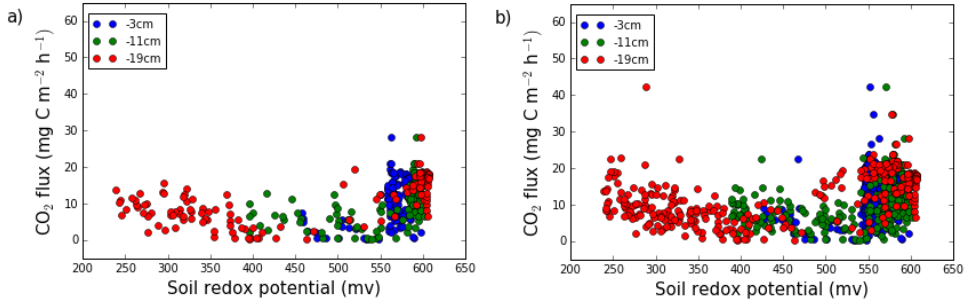 a)
CO₂ flux (mg C m⁻² h⁻¹)
60
50
40
30
20
10
0
-3cm
-11cm
-19cm
200 250 300 350 400 450 500 550 600 650
Soil redox potential (mv)
b)
CO₂ flux (mg C m⁻² h⁻¹)
60
50
40
30
20
10
0
-3cm
-11cm
-19cm
200 250 300 350 400 450 500 550 600 650
Soil redox potential (mv)